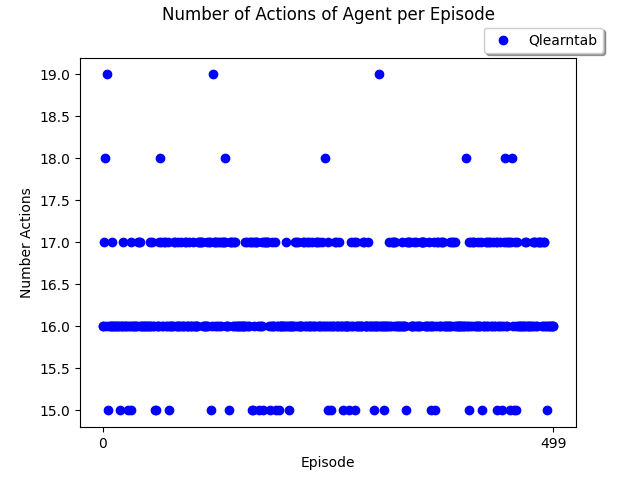 Number of Actions of Agent per Episode
Qlearntab
19.0
18.5
18.0
17.5
17.0
16.5
16.0
15.5
15.0
Number Actions
0 499
Episode